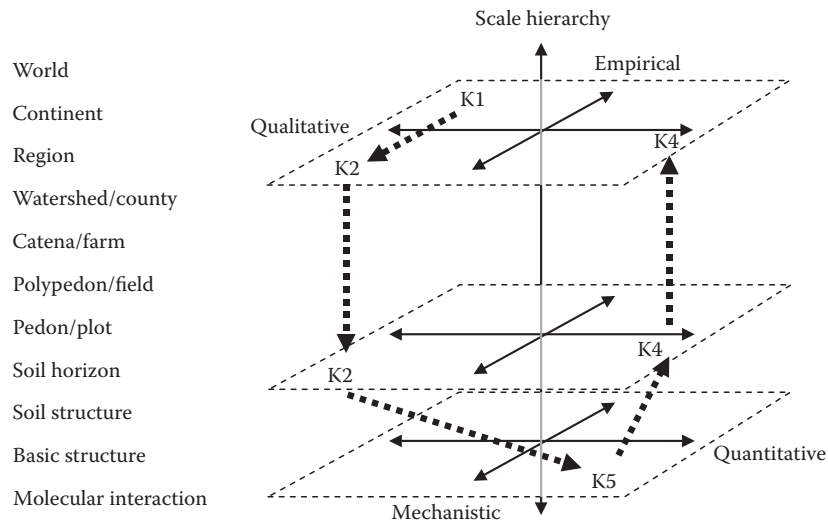 Scale hierarchy
World
Empirical
K1
Continent
Qualitative
K4
Region
K2
Watershed/county
Catena/farm
Polypedon/field
Pedon/plot
K4
Soil horizon
K2
Soil structure
Basic structure
Quantitative
K5
Molecular interaction
Mechanistic